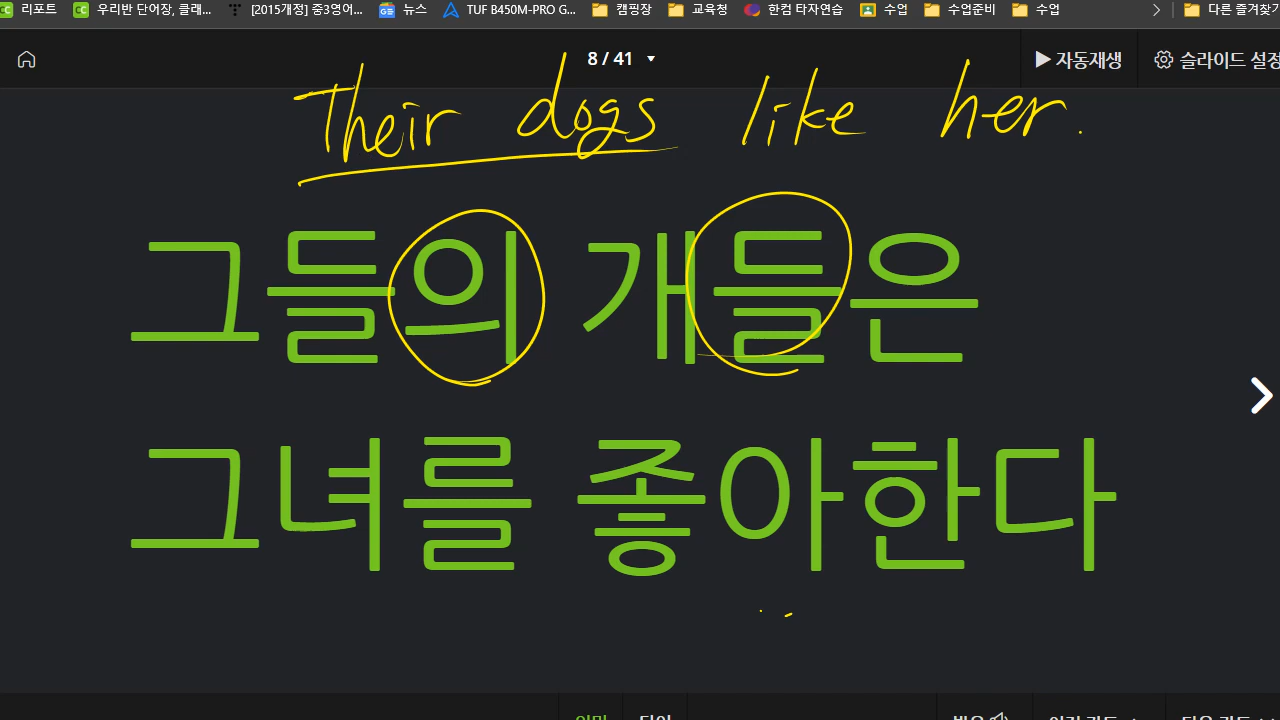 리포트 우리반 단어장, 클래... [2015개정] 중3영어... 뉴스 TUF B450M-PRO G... 캠핑장 교육청 한컴 타자연습 수업 수업준비 수업 다른 즐겨찾기
8 / 41 자동재생 슬라이드 설정
Their dogs like her.
그들의 개들은
그녀를 좋아한다